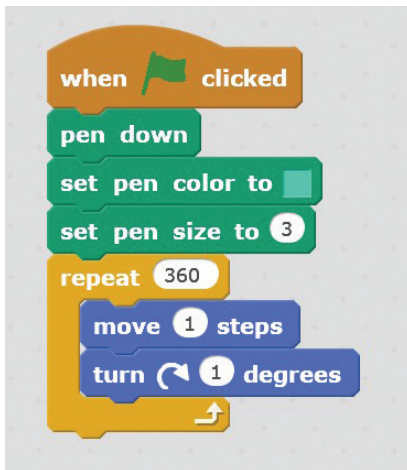 when clicked
pen down
set pen color to
set pen size to 3
repeat 360
move 1 steps
turn 1 degrees